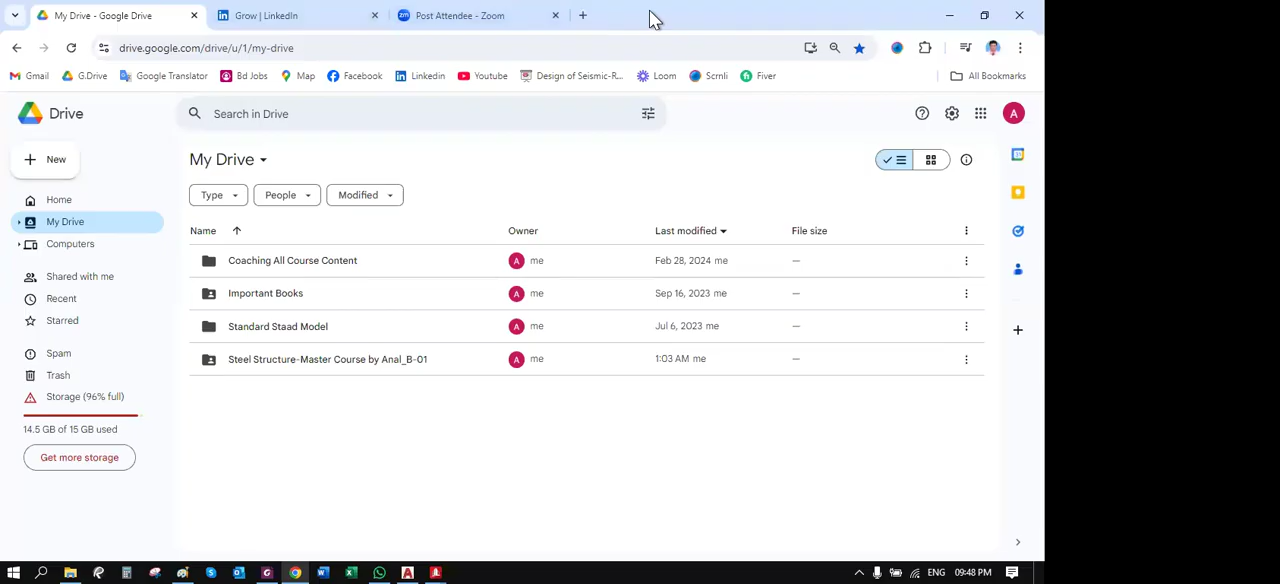 My Drive - Google Drive
Grow | LinkedIn
zm Post Attendee - Zoom
drive.google.com/drive/u/1/my-drive
Gmail
G.Drive
Google Translator
Bd Jobs
Map
Facebook
Linkedin
Youtube
Design of Seismic-R...
Loom
Scrnli
Fiver
All Bookmarks
Drive
Search in Drive
A
New
My Drive
Type
People
Modified
Home
My Drive
Computers
Shared with me
Recent
Starred
Spam
Trash
Storage (96% full)
14.5 GB of 15 GB used
Get more storage
Name Owner Last modified File size
Coaching All Course Content A me Feb 28, 2024 me —
Important Books A me Sep 16, 2023 me —
Standard Staad Model A me Jul 6, 2023 me —
Steel Structure-Master Course by Anal_B-01 A me 1:03 AM me —
ENG 09:48 PM